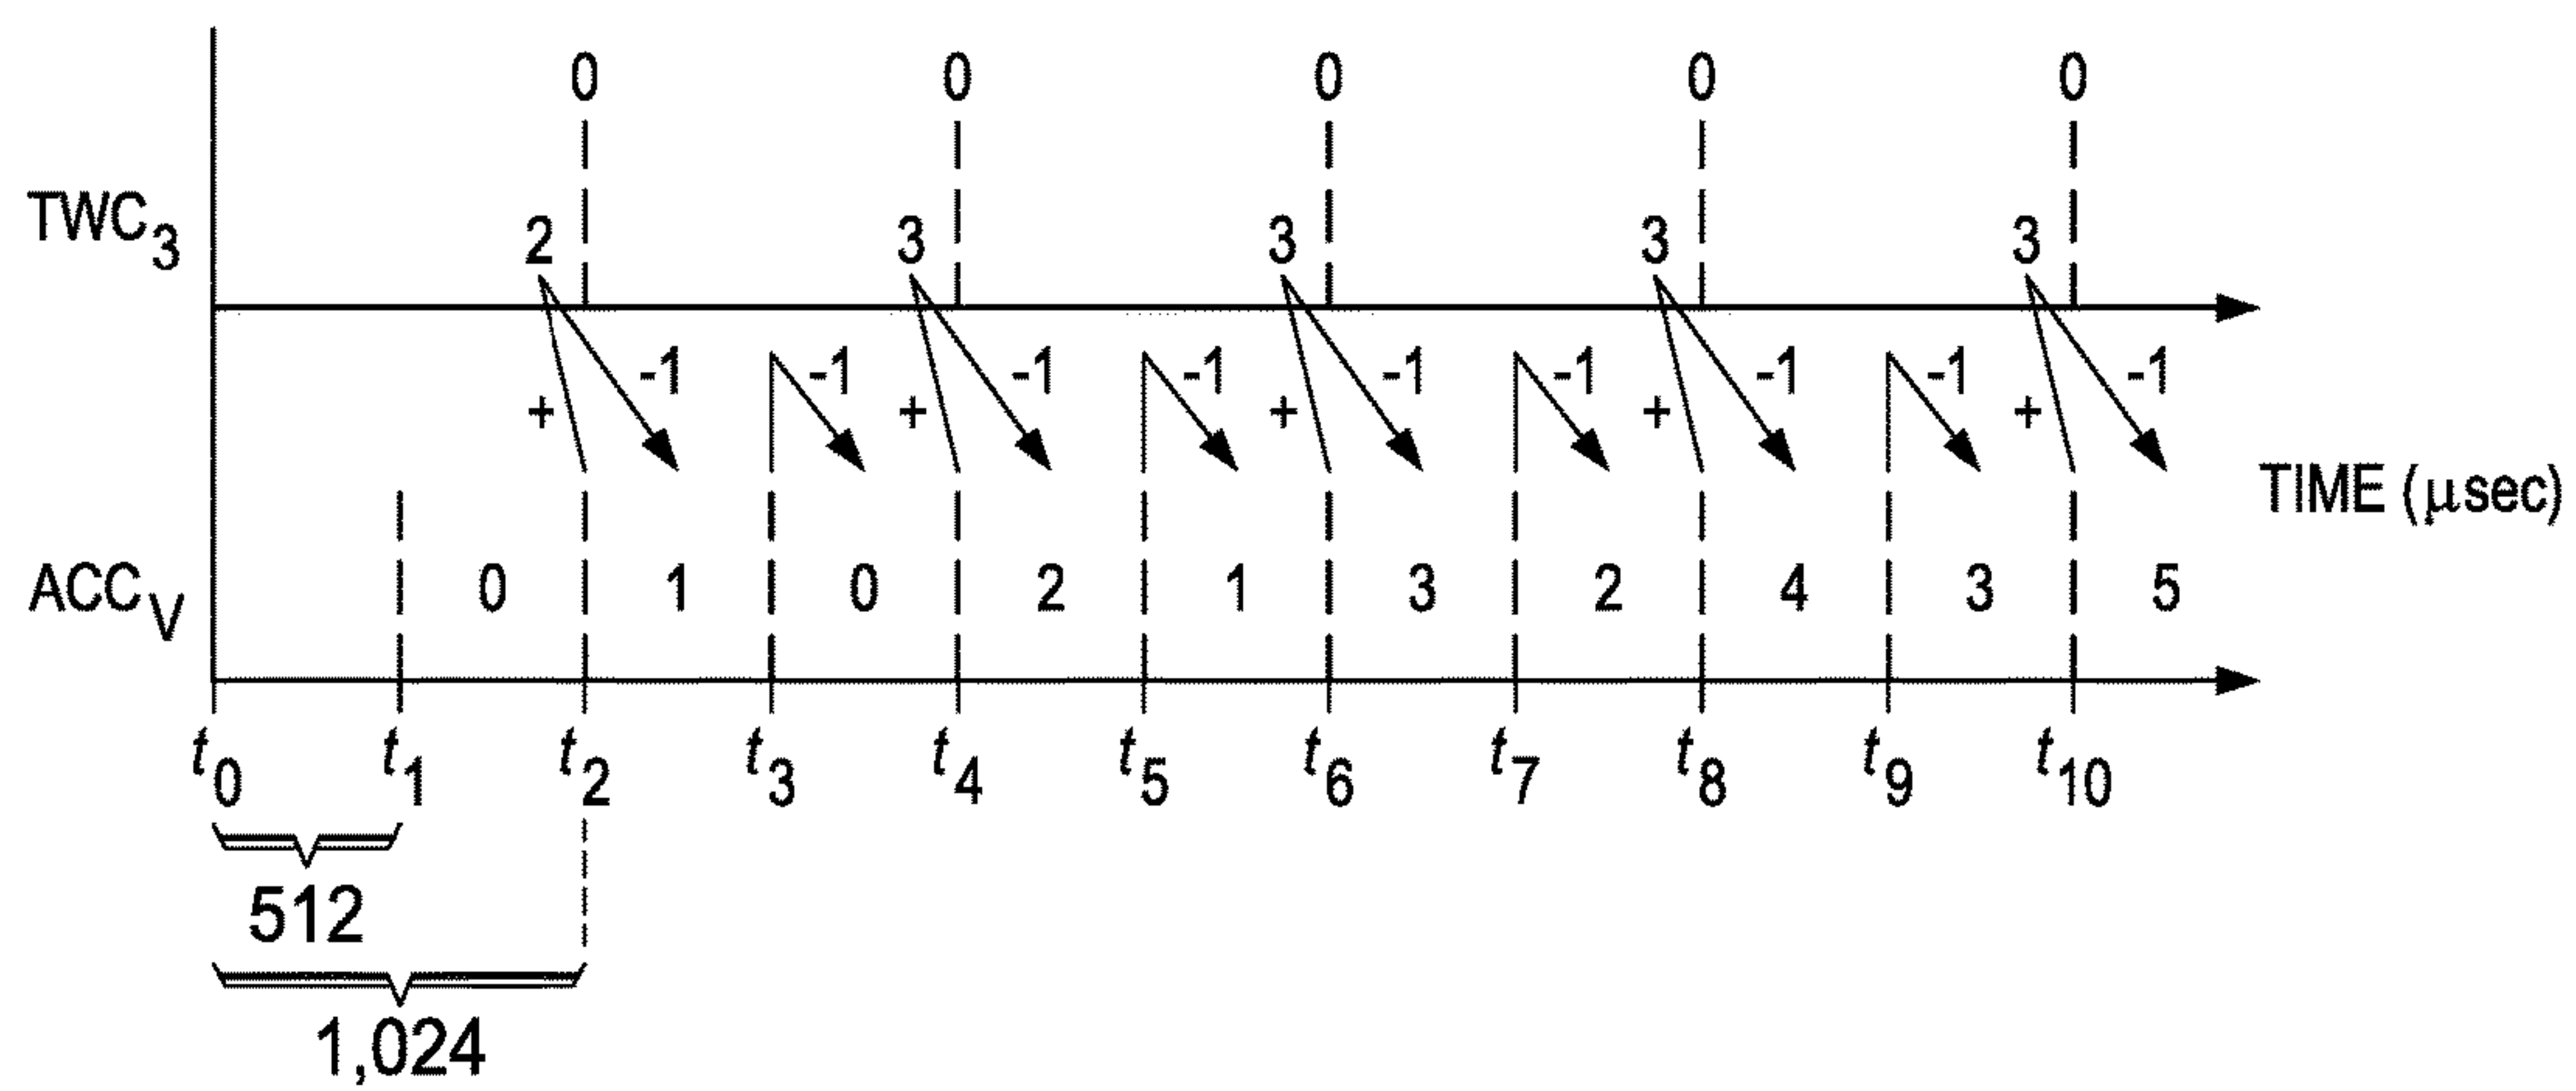 0 0 0 0 0
TWC3 2 3 3 3 3
-1 -1 -1 -1 -1 -1 -1 -1 -1
+ + + + +
TIME (μsec)
ACCV 0 1 0 2 1 3 2 4 3 5
t0 t1 t2 t3 t4 t5 t6 t7 t8 t9 t10
512
1,024